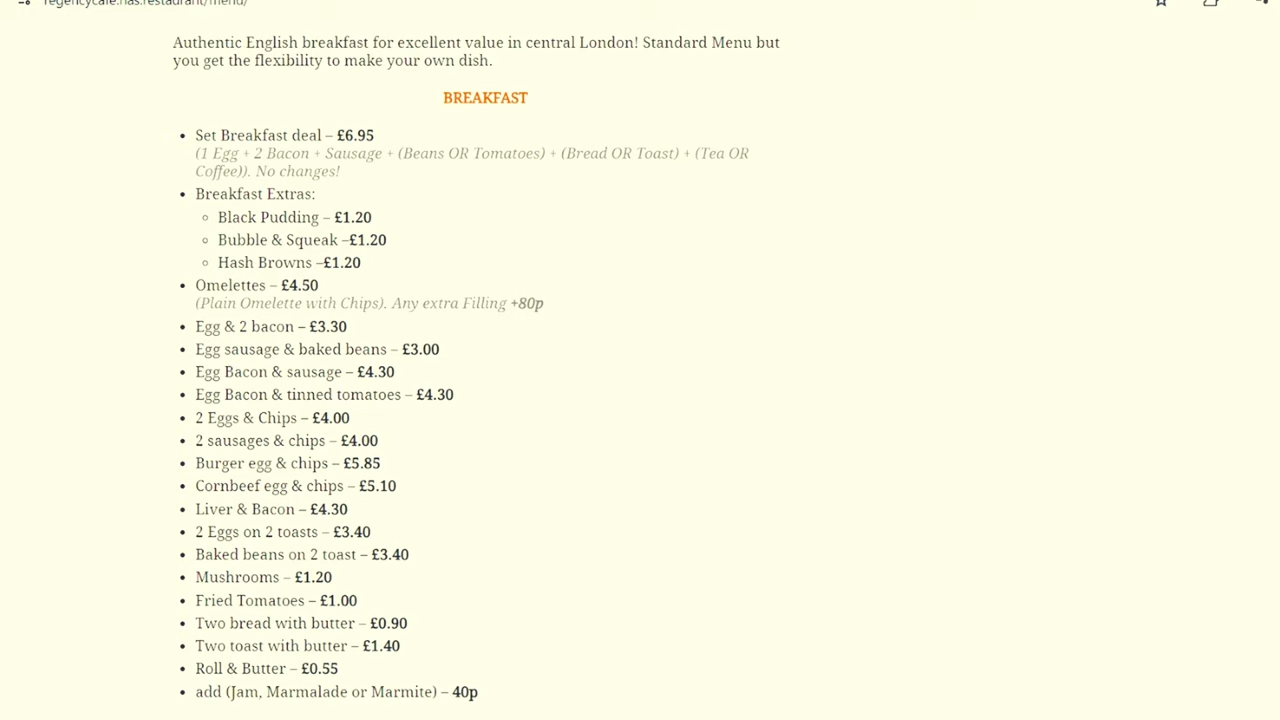 regencycafe.has.restaurant/menu/
Authentic English breakfast for excellent value in central London! Standard Menu but
you get the flexibility to make your own dish.
BREAKFAST
• Set Breakfast deal – £6.95
(1 Egg + 2 Bacon + Sausage + (Beans OR Tomatoes) + (Bread OR Toast) + (Tea OR
Coffee)). No changes!
• Breakfast Extras:
◦ Black Pudding – £1.20
◦ Bubble & Squeak –£1.20
◦ Hash Browns –£1.20
• Omelettes – £4.50
(Plain Omelette with Chips). Any extra Filling +80p
• Egg & 2 bacon – £3.30
• Egg sausage & baked beans – £3.00
• Egg Bacon & sausage – £4.30
• Egg Bacon & tinned tomatoes – £4.30
• 2 Eggs & Chips – £4.00
• 2 sausages & chips – £4.00
• Burger egg & chips – £5.85
• Cornbeef egg & chips – £5.10
• Liver & Bacon – £4.30
• 2 Eggs on 2 toasts – £3.40
• Baked beans on 2 toast – £3.40
• Mushrooms – £1.20
• Fried Tomatoes – £1.00
• Two bread with butter – £0.90
• Two toast with butter – £1.40
• Roll & Butter – £0.55
• add (Jam, Marmalade or Marmite) – 40p